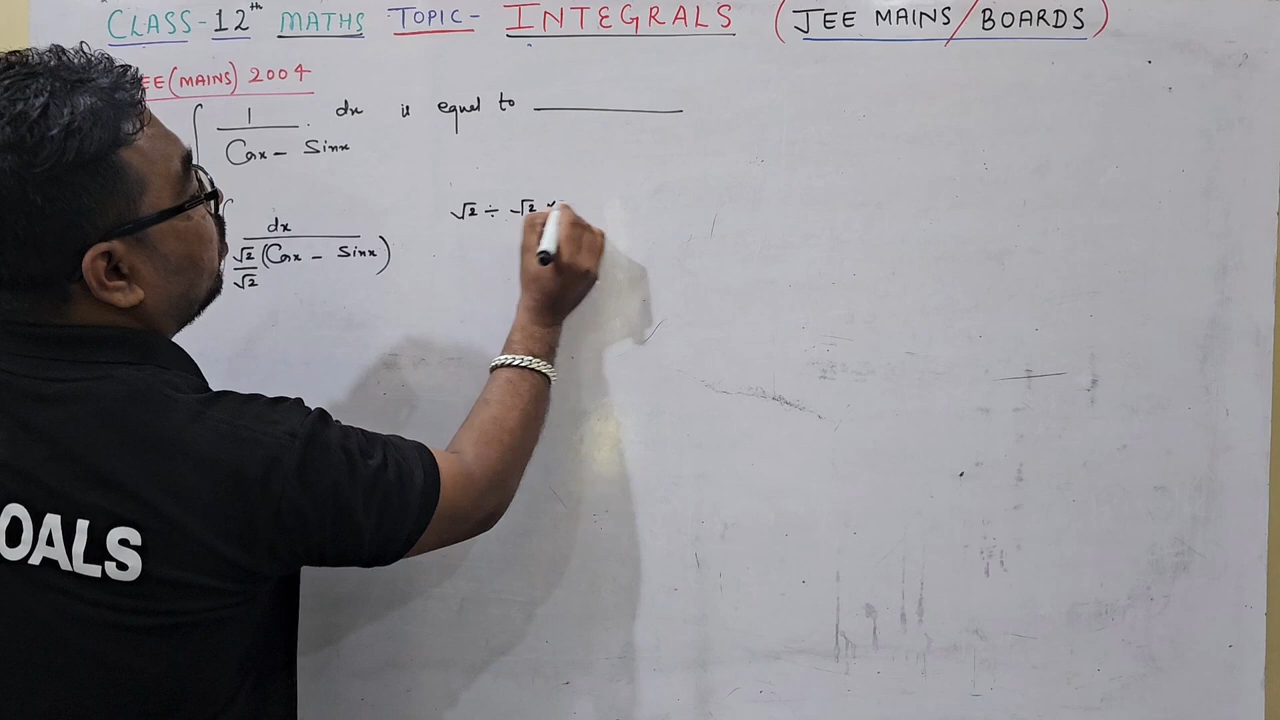 CLASS-12th MATHS TOPIC- INTEGRALS (JEE MAINS/BOARDS)
EE(MAINS) 2004
∫ 1 / (Cosx - Sinx) dx is equal to ________
∫ dx / (√2/√2 (Cosx - Sinx))
√2 ÷ √2
OALS